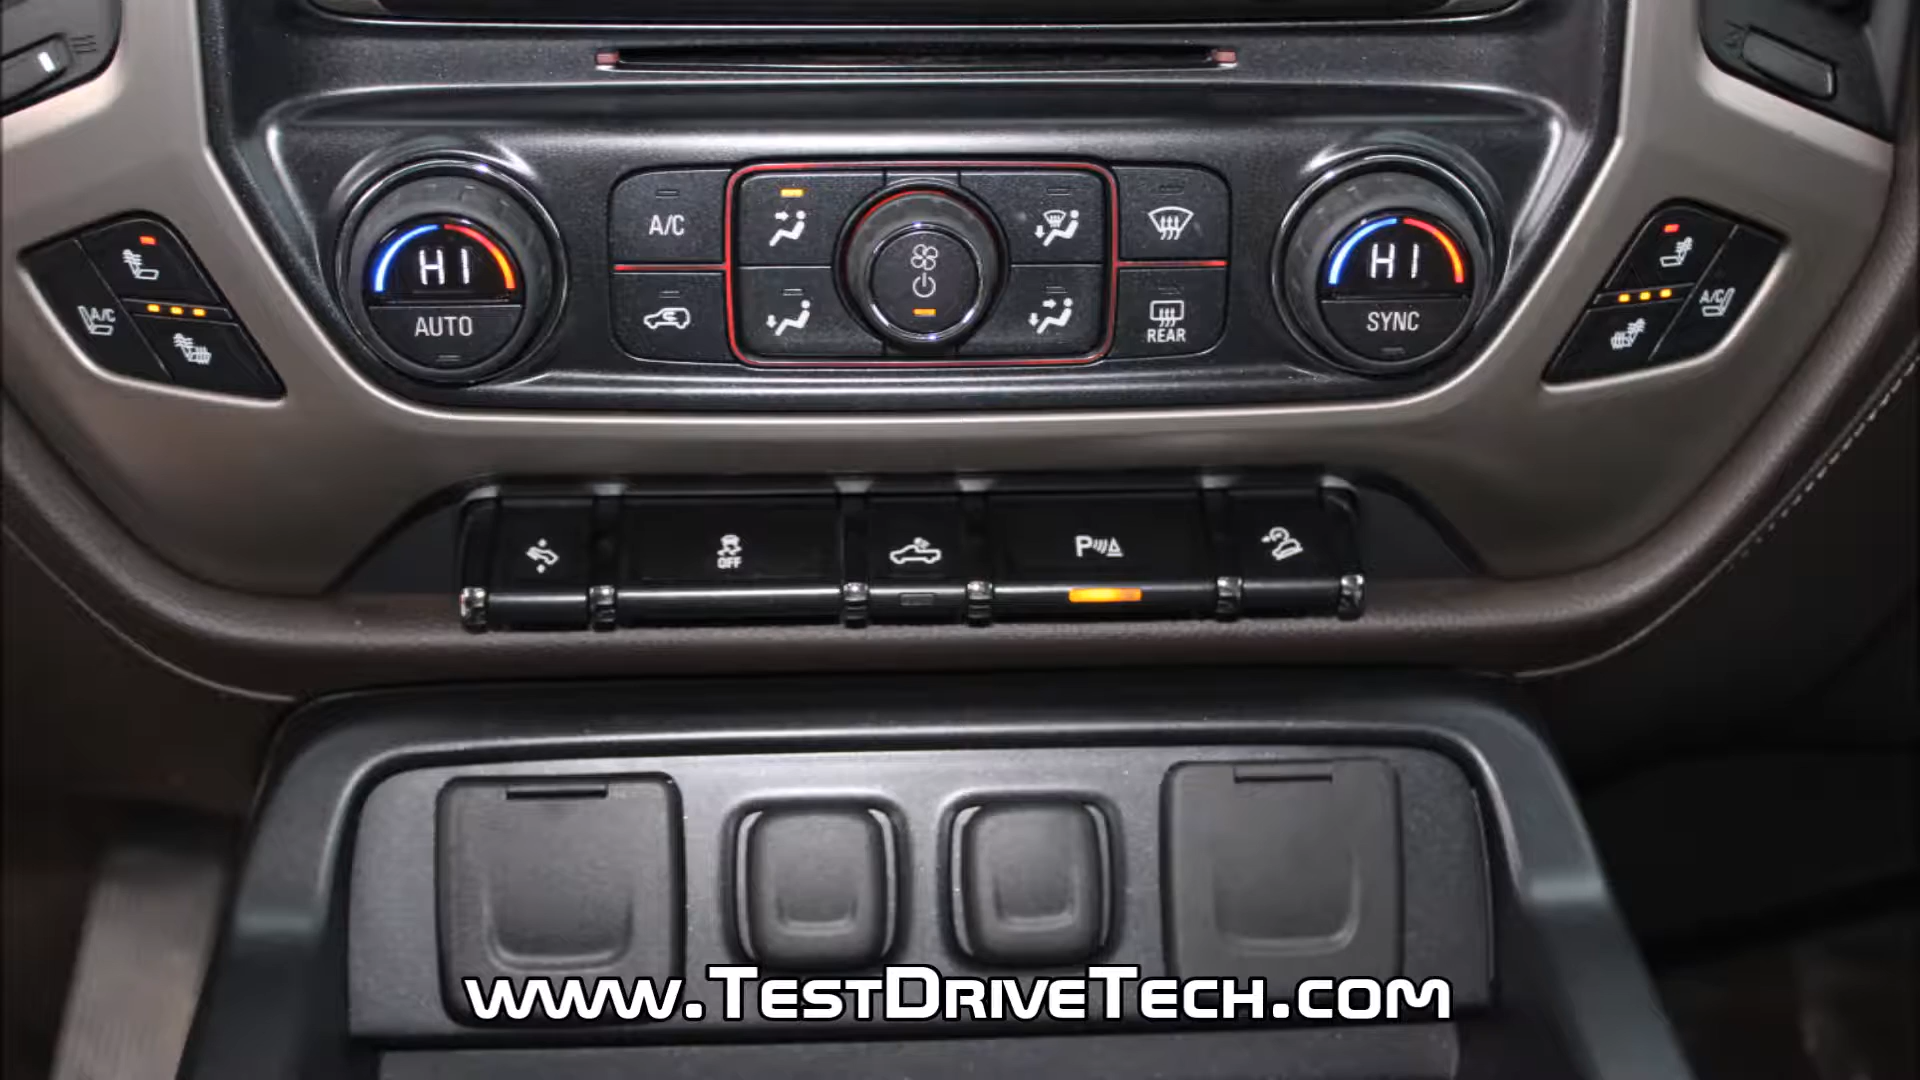 A/C
HI
HI
A/C
A/C
AUTO
SYNC
REAR
OFF
P
www.TestDriveTech.com